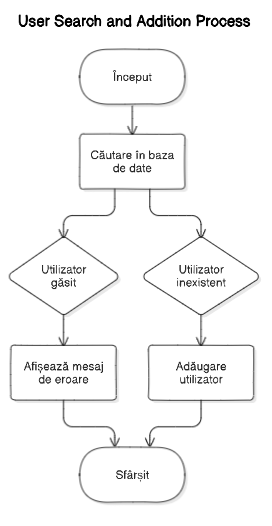 User Search and Addition Process
Început
Căutare în baza
de date
Utilizator
găsit
Utilizator
inexistent
Afișează mesaj
de eroare
Adăugare
utilizator
Sfârșit